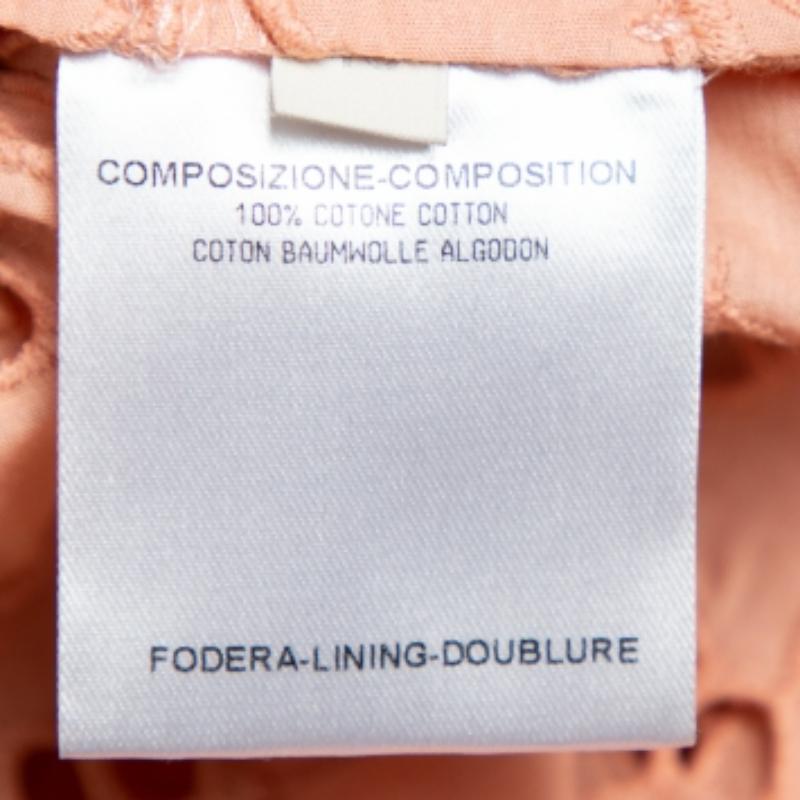 COMPOSIZIONE-COMPOSITION
100% COTONE COTTON
COTON BAUMWOLLE ALGODON
FODERA-LINING-DOUBLURE